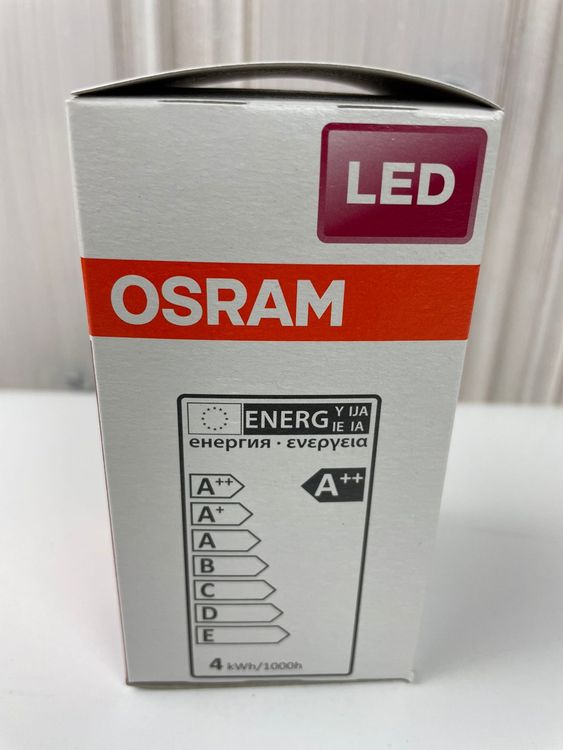 LED
OSRAM
ENERG Y IJA
IE IA
енергия · ενεργεια
A++ A++
A+
A
B
C
D
E
4 kWh/1000h